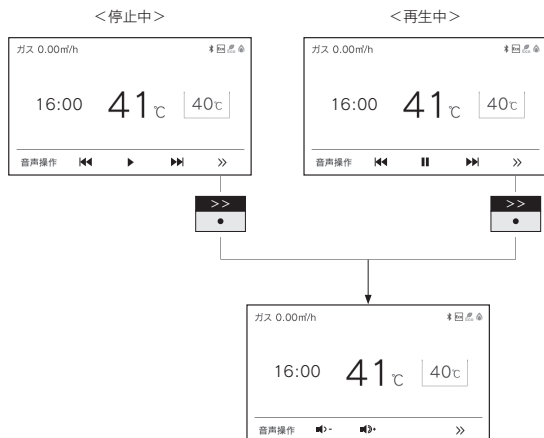 ＜停止中＞
＜再生中＞
ガス 0.00㎥/h
16:00 41℃ 40℃
音声操作 ⏮ ▶ ⏭ >>
ガス 0.00㎥/h
16:00 41℃ 40℃
音声操作 ⏮ ⏸ ⏭ >>
>>
>>
ガス 0.00㎥/h
16:00 41℃ 40℃
音声操作 - + >>